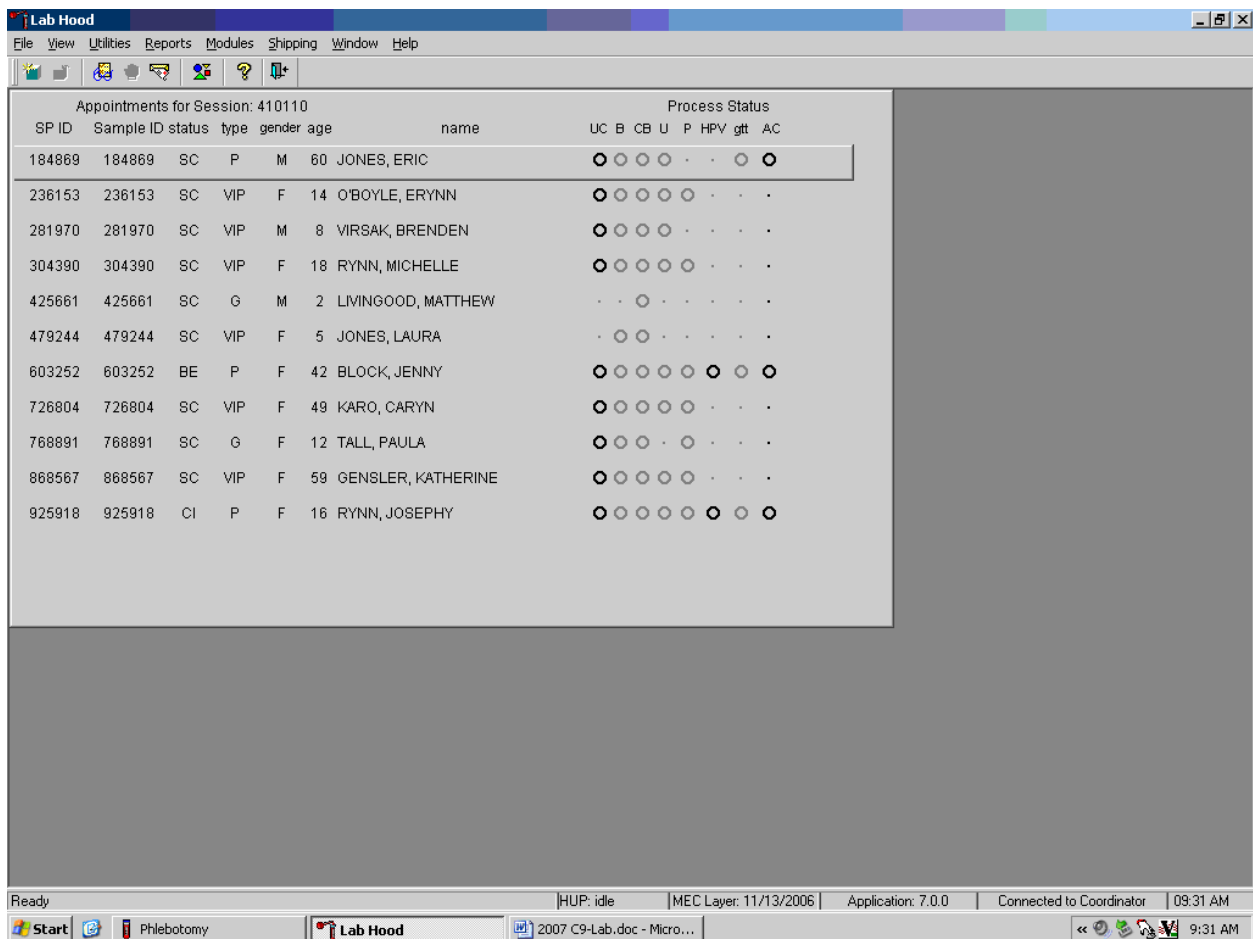 Lab Hood
File View Utilities Reports Modules Shipping Window Help
Appointments for Session: 410110 Process Status
SP ID Sample ID status type gender age name UC B CB U P HPV gtt AC
184869 184869 SC P M 60 JONES, ERIC
236153 236153 SC VIP F 14 O'BOYLE, ERYNN
281970 281970 SC VIP M 8 VIRSAK, BRENDEN
304390 304390 SC VIP F 18 RYNN, MICHELLE
425661 425661 SC G M 2 LIVINGOOD, MATTHEW
479244 479244 SC VIP F 5 JONES, LAURA
603252 603252 BE P F 42 BLOCK, JENNY
726804 726804 SC VIP F 49 KARO, CARYN
768891 768891 SC G F 12 TALL, PAULA
868567 868567 SC VIP F 59 GENSLER, KATHERINE
925918 925918 CI P F 16 RYNN, JOSEPHY
Ready HUP: idle MEC Layer: 11/13/2006 Application: 7.0.0 Connected to Coordinator 09:31 AM
Start Phlebotomy Lab Hood 2007 C9-Lab.doc - Micro... « 9:31 AM